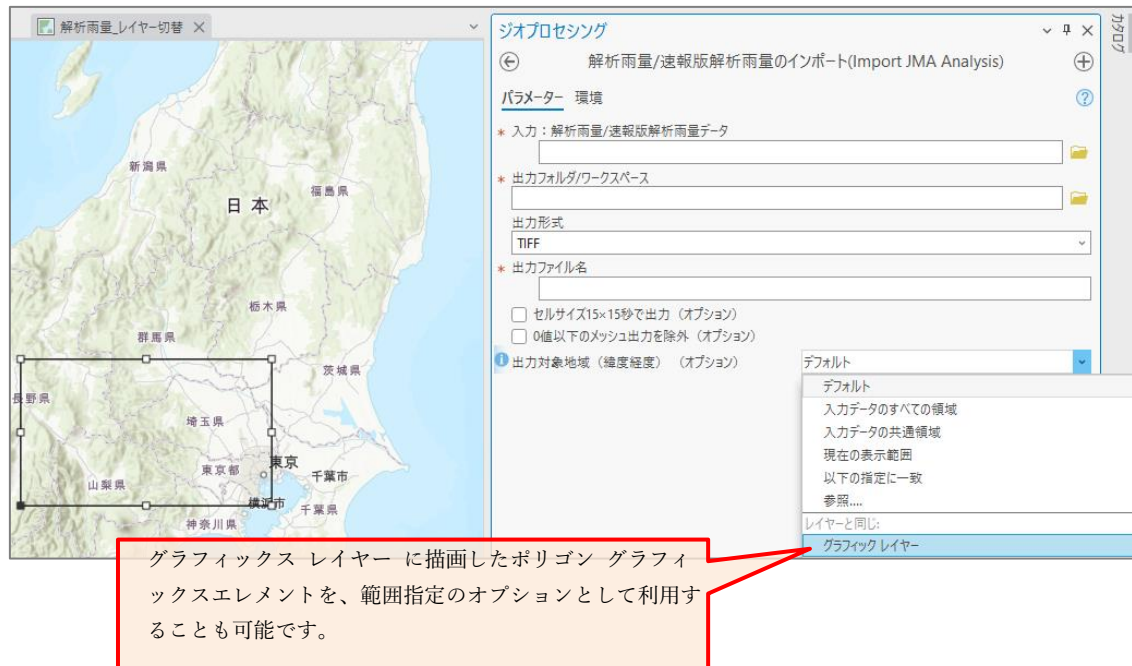 解析雨量_レイヤー切替
ジオプロセシング
カタログ
解析雨量/速報版解析雨量のインポート(Import JMA Analysis)
パラメーター 環境
* 入力：解析雨量/速報版解析雨量データ
* 出力フォルダ/ワークスペース
出力形式
TIFF
* 出力ファイル名
セルサイズ15×15秒で出力（オプション）
0値以下のメッシュ出力を除外（オプション）
出力対象地域（緯度経度）（オプション）
デフォルト
デフォルト
入力データのすべての領域
入力データの共通領域
現在の表示範囲
以下の指定に一致
参照....
レイヤーと同じ:
グラフィック レイヤー
新潟県
福島県
日本
栃木県
群馬県
茨城県
長野県
埼玉県
東京都
東京
千葉市
山梨県
横浜市
千葉県
神奈川県
グラフィックス レイヤー に描画したポリゴン グラフィ
ックスエレメントを、範囲指定のオプションとして利用す
ることも可能です。